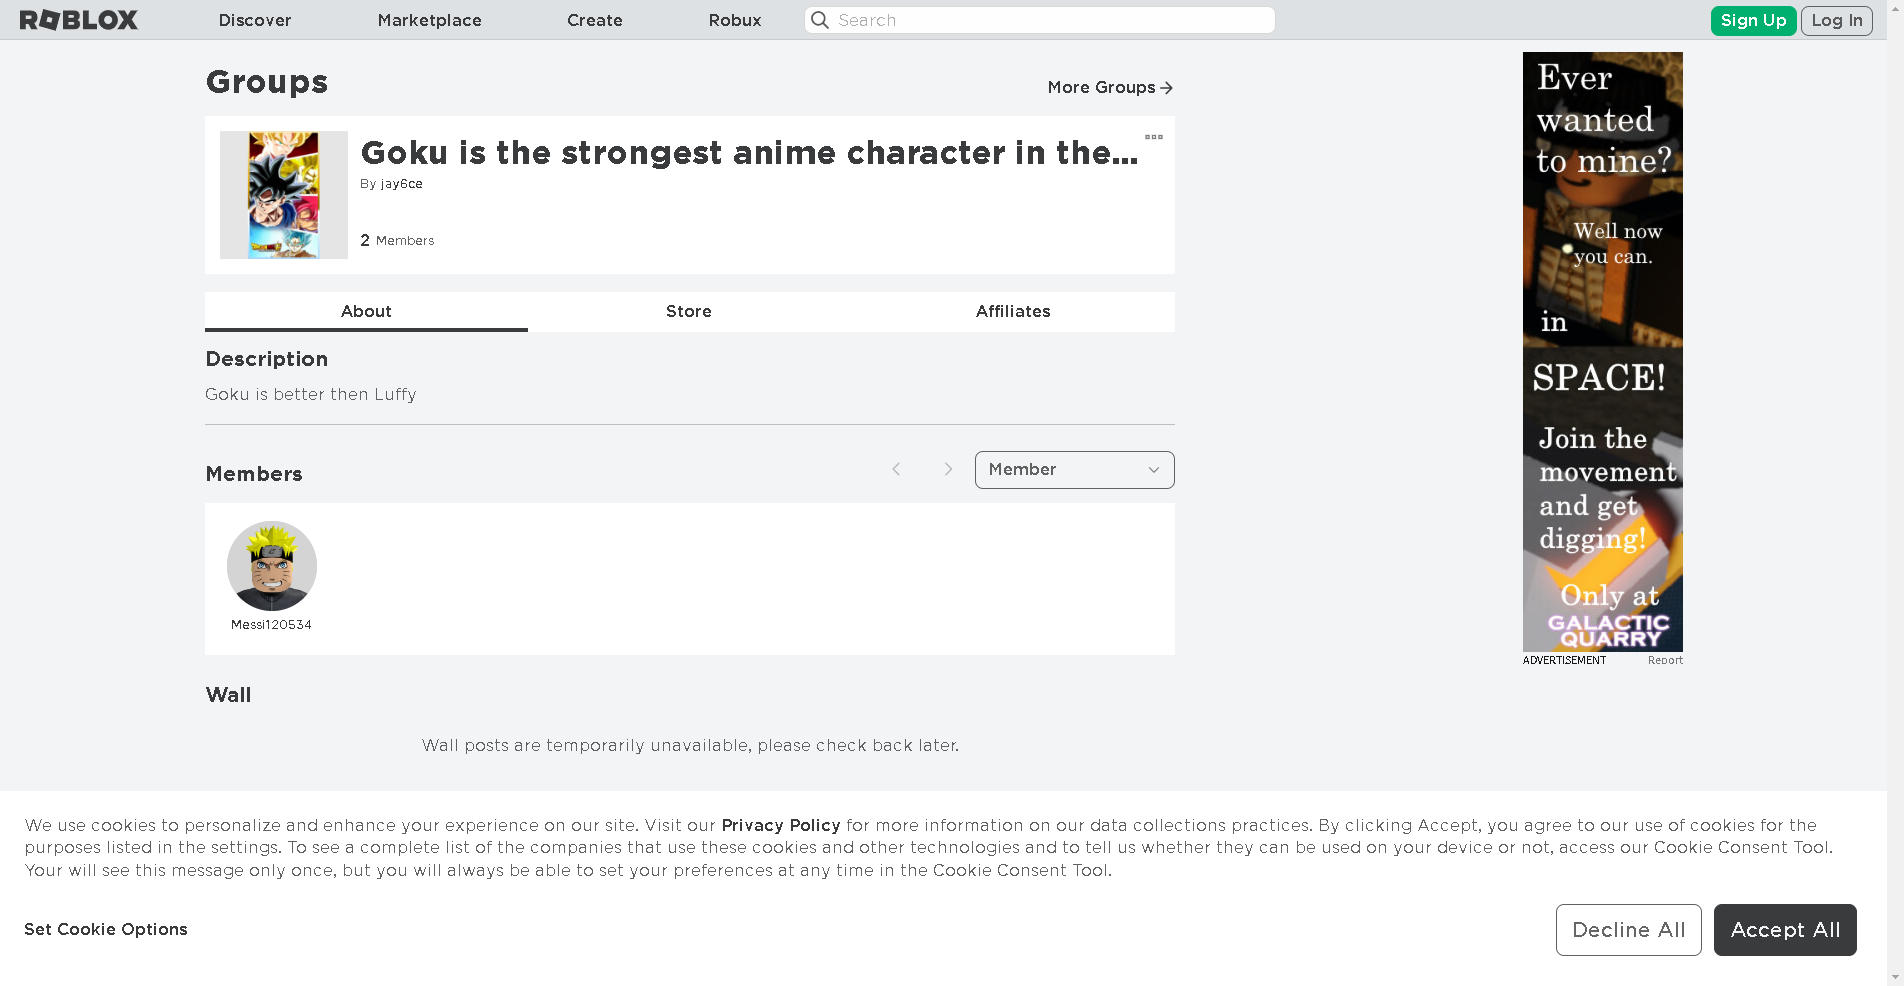 ROBLOX
Discover
Marketplace
Create
Robux
Search
Sign Up
Log In
Groups
More Groups
Goku is the strongest anime character in the...
By jay6ce
2 Members
About
Store
Affiliates
Description
Goku is better then Luffy
Members
Member
Messi120534
Wall
Wall posts are temporarily unavailable, please check back later.
Ever
wanted
to mine?
Well now
you can.
in
SPACE!
Join the
movement
and get
digging!
Only at
GALACTIC
QUARRY
ADVERTISEMENT
Report
We use cookies to personalize and enhance your experience on our site. Visit our Privacy Policy for more information on our data collections practices. By clicking Accept, you agree to our use of cookies for the
purposes listed in the settings. To see a complete list of the companies that use these cookies and other technologies and to tell us whether they can be used on your device or not, access our Cookie Consent Tool.
Your will see this message only once, but you will always be able to set your preferences at any time in the Cookie Consent Tool.
Set Cookie Options
Decline All
Accept All